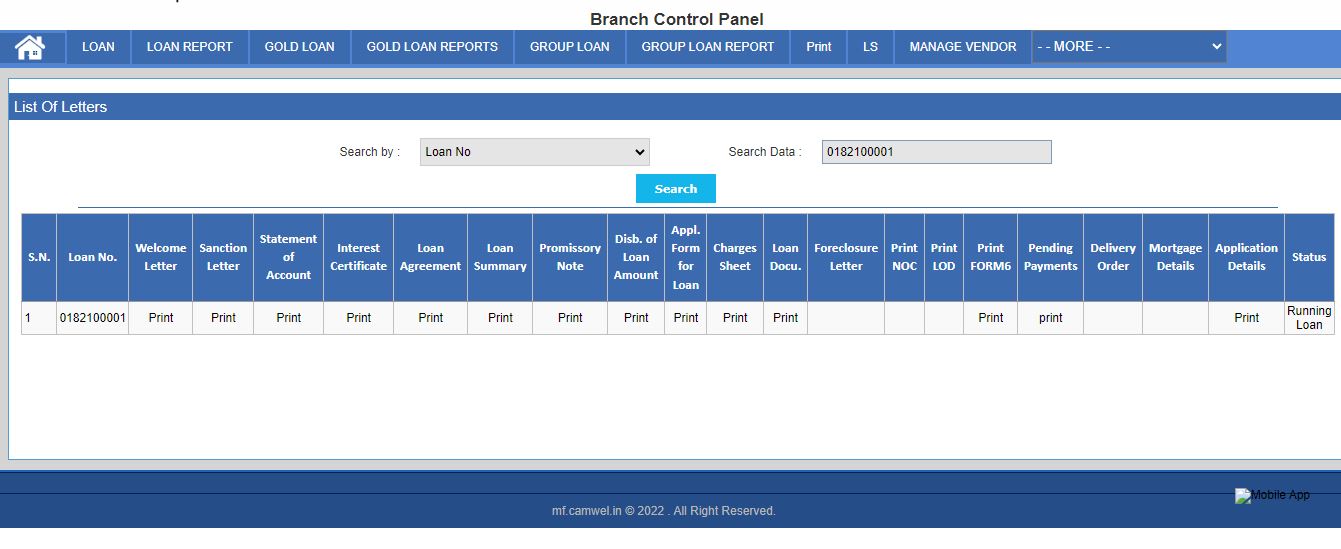 Branch Control Panel
LOAN LOAN REPORT GOLD LOAN GOLD LOAN REPORTS GROUP LOAN GROUP LOAN REPORT Print LS MANAGE VENDOR - - MORE - -
List Of Letters
Search by : Loan No Search Data : 0182100001
Search
S.N. Loan No. Welcome Letter Sanction Letter Statement of Account Interest Certificate Loan Agreement Loan Summary Promissory Note Disb. of Loan Amount Appl. Form for Loan Charges Sheet Loan Docu. Foreclosure Letter Print NOC Print LOD Print FORM6 Pending Payments Delivery Order Mortgage Details Application Details Status
1 0182100001 Print Print Print Print Print Print Print Print Print Print Print Print print Print Running Loan
Mobile App
mf.camwel.in © 2022 . All Right Reserved.